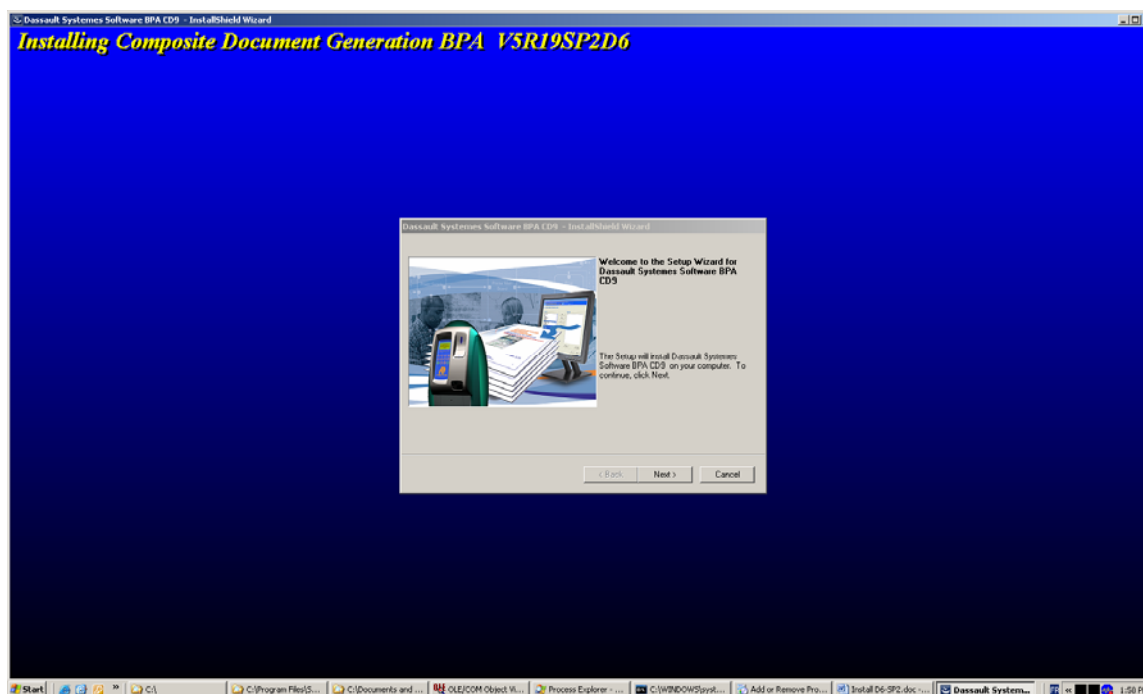 Dassault Systemes Software BPA CD9 - InstallShield Wizard
Installing Composite Document Generation BPA V5R19SP2D6
Dassault Systemes Software BPA CD9 - InstallShield Wizard
Welcome to the Setup Wizard for
Dassault Systemes Software BPA
CD9
The Setup will install Dassault Systemes
Software BPA CD9 on your computer. To
continue, click Next.
< Back
Next >
Cancel
Start
C:\
C:\Program Files\S...
C:\Documents and ...
OLE/COM Object Vi...
Process Explorer - ...
C:\WINDOWS\syst...
Add or Remove Pro...
Install D6-SP2.doc -...
Dassault System...